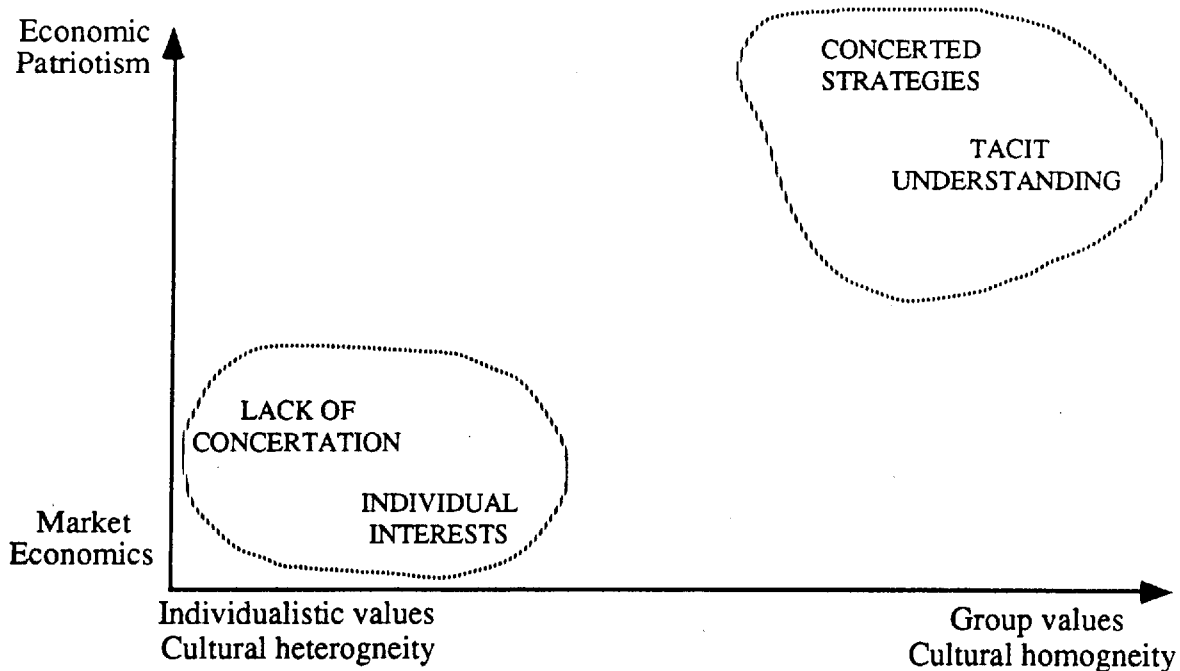 Economic
Patriotism
CONCERTED
STRATEGIES
TACIT
UNDERSTANDING
LACK OF
CONCERTATION
INDIVIDUAL
INTERESTS
Market
Economics
Individualistic values
Cultural heterogneity
Group values
Cultural homogneity